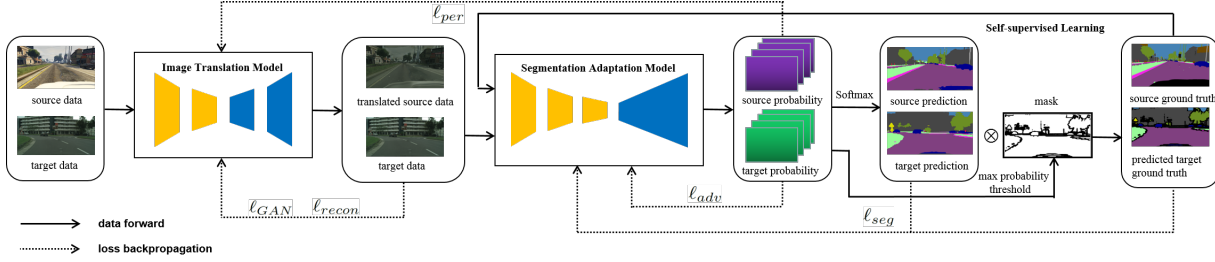 ℓ_per
Self-supervised Learning
Image Translation Model
Segmentation Adaptation Model
source data
translated source data
source probability
Softmax
source prediction
mask
source ground truth
target data
target data
target probability
target prediction
max probability
threshold
predicted target
ground truth
ℓ_GAN ℓ_recon
ℓ_adv
ℓ_seg
data forward
loss backpropagation